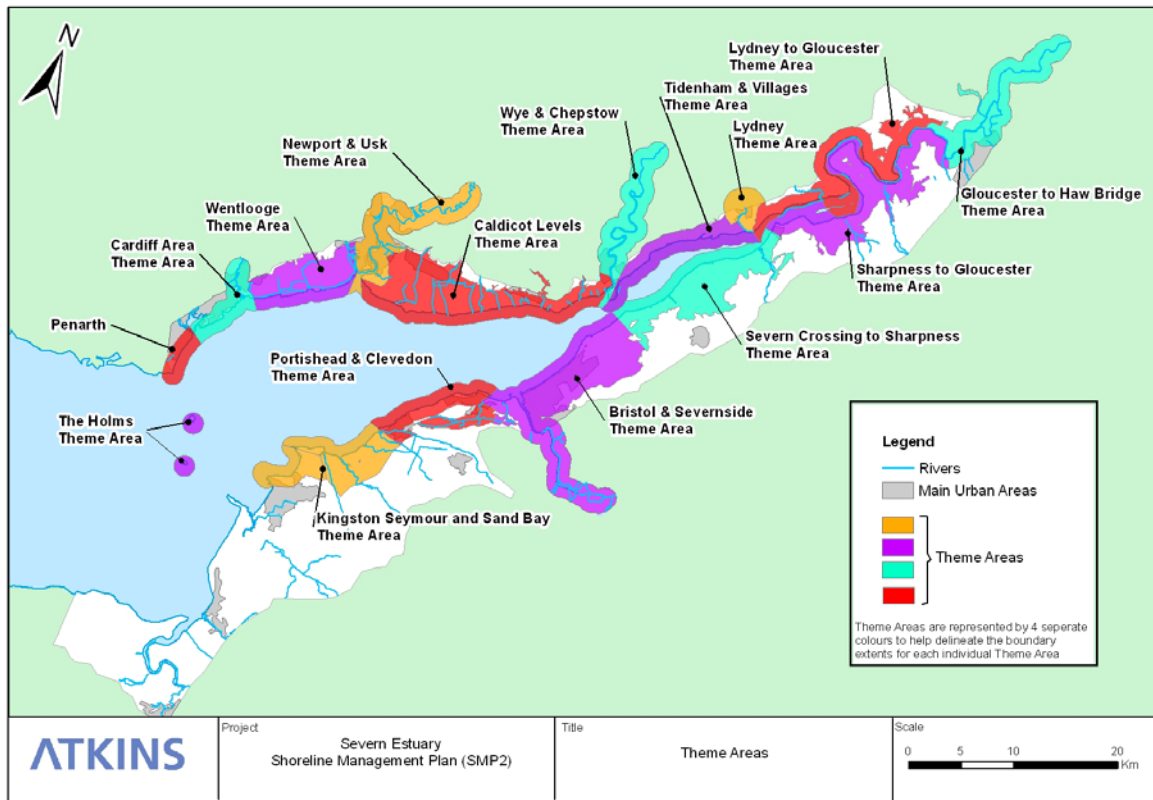 N
Lydney to Gloucester
Theme Area
Tidenham & Villages
Theme Area
Wye & Chepstow
Theme Area
Lydney
Theme Area
Newport & Usk
Theme Area
Gloucester to Haw Bridge
Theme Area
Wentlooge
Theme Area
Caldicot Levels
Theme Area
Cardiff Area
Theme Area
Sharpness to Gloucester
Theme Area
Penarth
Severn Crossing to Sharpness
Theme Area
Portishead & Clevedon
Theme Area
Bristol & Severnside
Theme Area
The Holms
Theme Area
Kingston Seymour and Sand Bay
Theme Area
Legend
Rivers
Main Urban Areas
Theme Areas
Theme Areas are represented by 4 seperate
colours to help delineate the boundary
extents for each individual Theme Area
ATKINS
Project
Severn Estuary
Shoreline Management Plan (SMP2)
Title
Theme Areas
Scale
0 5 10 20
Km